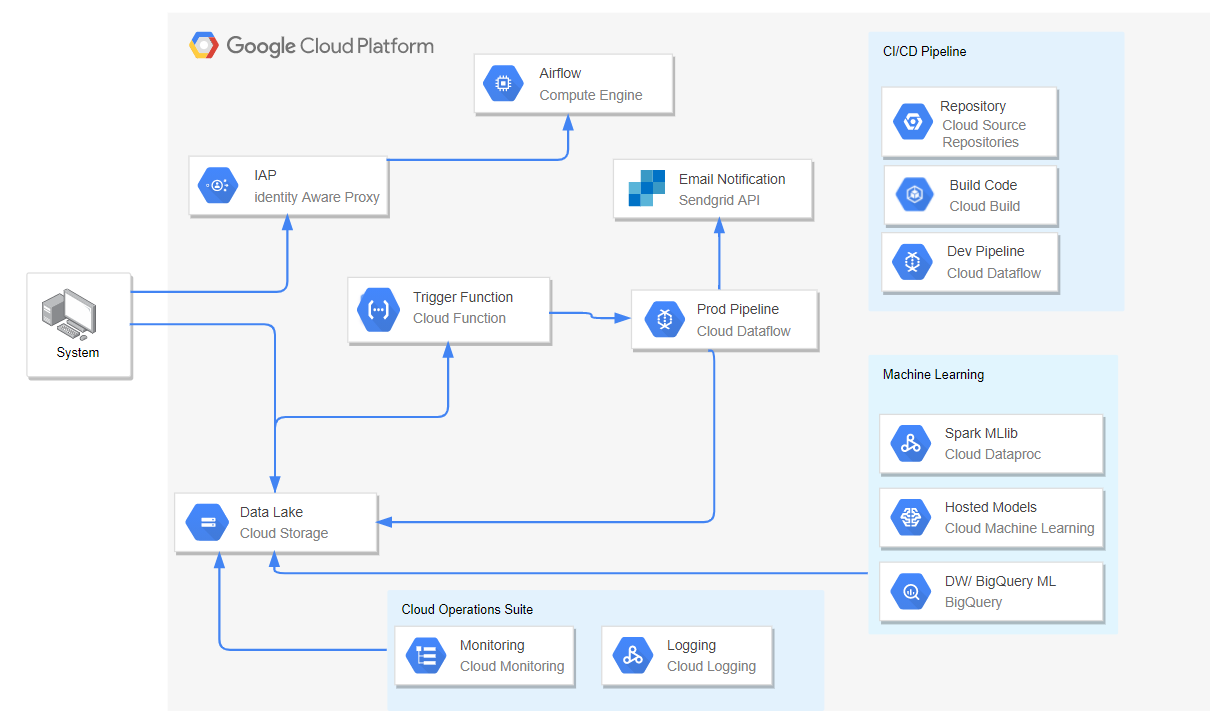 Google Cloud Platform
Airflow
Compute Engine
IAP
identity Aware Proxy
Email Notification
Sendgrid API
System
Trigger Function
Cloud Function
Prod Pipeline
Cloud Dataflow
Data Lake
Cloud Storage
Cloud Operations Suite
Monitoring
Cloud Monitoring
Logging
Cloud Logging
CI/CD Pipeline
Repository
Cloud Source
Repositories
Build Code
Cloud Build
Dev Pipeline
Cloud Dataflow
Machine Learning
Spark MLlib
Cloud Dataproc
Hosted Models
Cloud Machine Learning
DW/ BigQuery ML
BigQuery